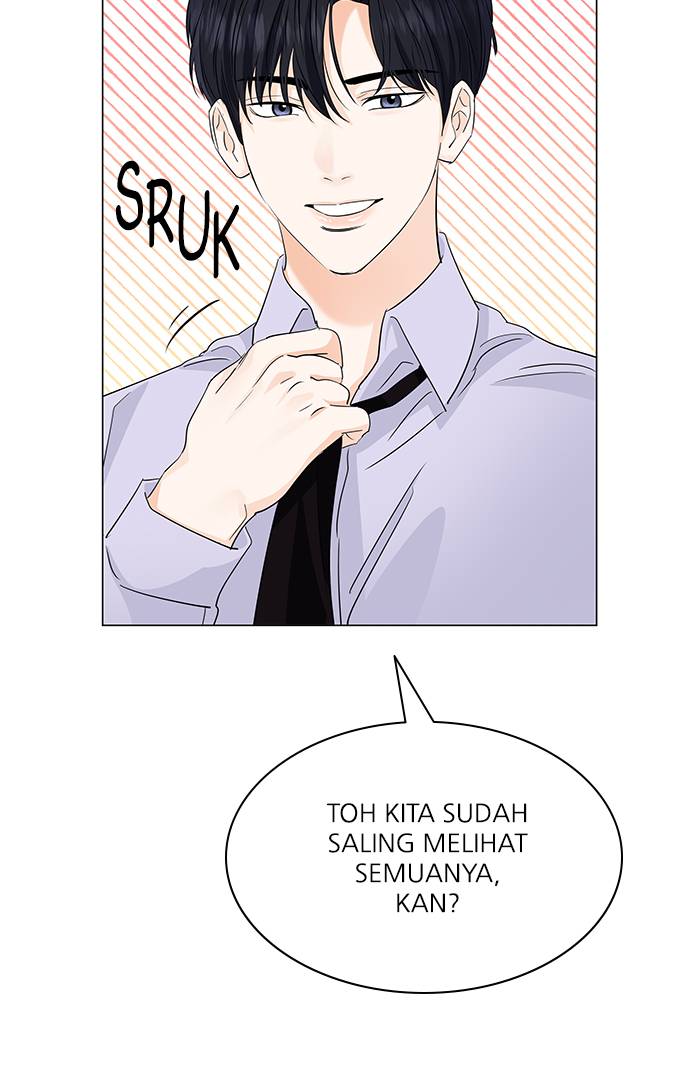 SRUK
TOH KITA SUDAH
SALING MELIHAT
SEMUANYA,
KAN?